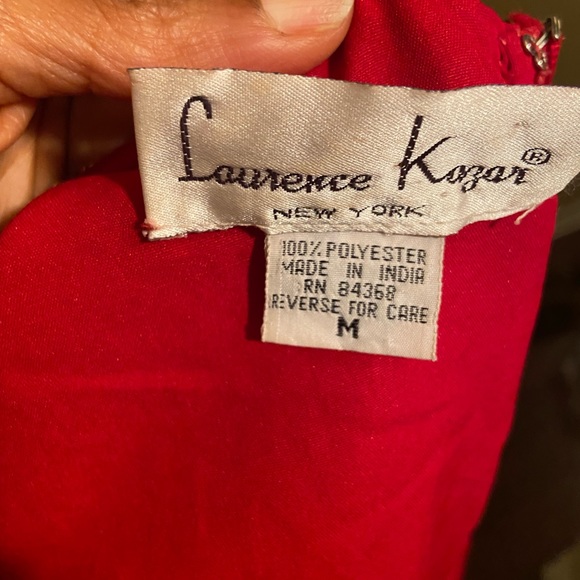 Laurence Kazar®
NEW YORK
100% POLYESTER
MADE IN INDIA
RN 84368
REVERSE FOR CARE
M